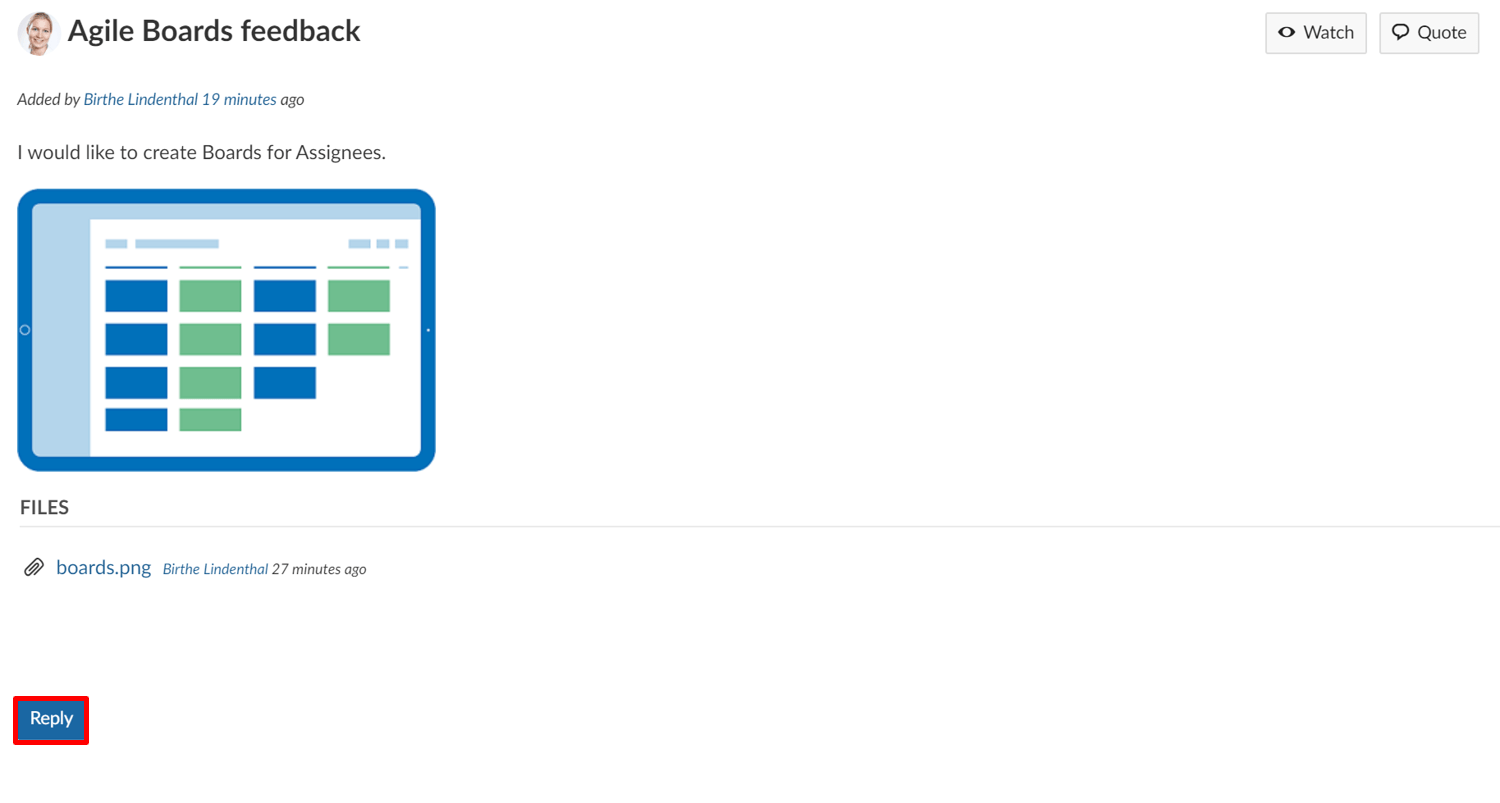 Agile Boards feedback
Watch
Quote
Added by Birthe Lindenthal 19 minutes ago
I would like to create Boards for Assignees.
FILES
boards.png Birthe Lindenthal 27 minutes ago
Reply